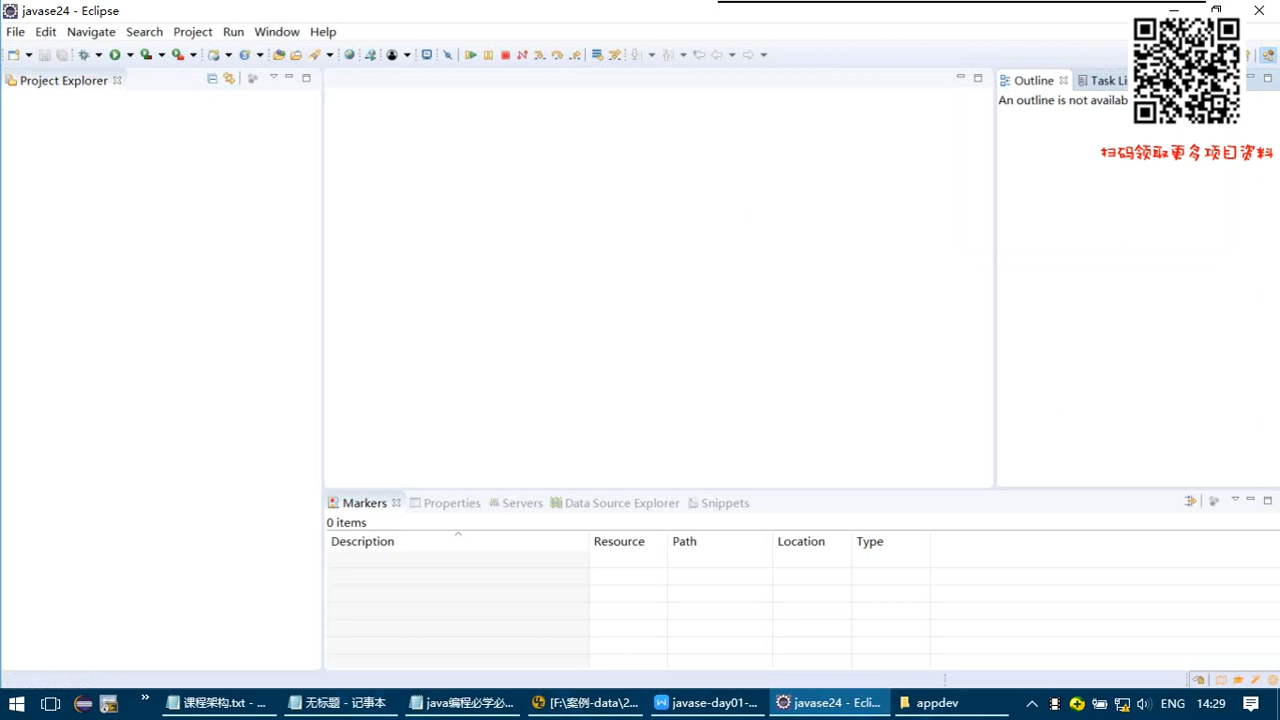 javase24 - Eclipse
File Edit Navigate Search Project Run Window Help
Project Explorer
Outline
Task Li
An outline is not availab
扫码领取更多项目资料
Markers Properties Servers Data Source Explorer Snippets
0 items
Description Resource Path Location Type
课程架构.txt - ...
无标题 - 记事本
java编程必学必...
[F:\案例-data\2...
javase-day01-...
javase24 - Ecli...
appdev
ENG
14:29